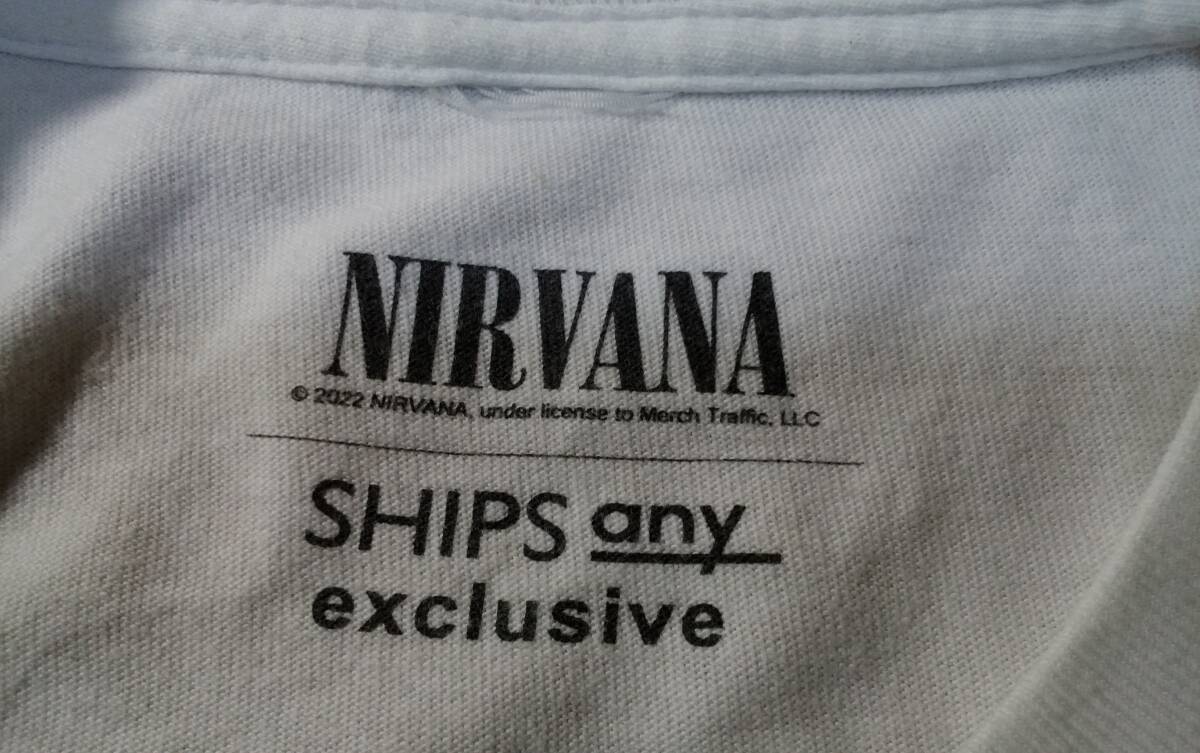 NIRVANA
© 2022 NIRVANA, under license to Merch Traffic, LLC
SHIPS any
exclusive